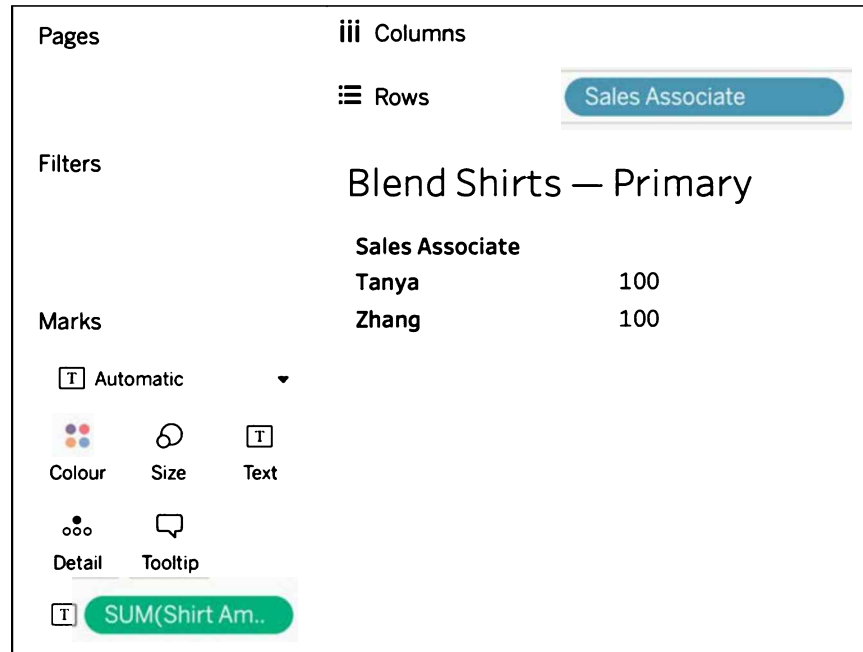 Pages
Columns
Rows
Sales Associate
Filters
Blend Shirts — Primary
Sales Associate
Tanya 100
Zhang 100
Marks
T Automatic
T
Colour Size Text
Detail Tooltip
T SUM(Shirt Am..